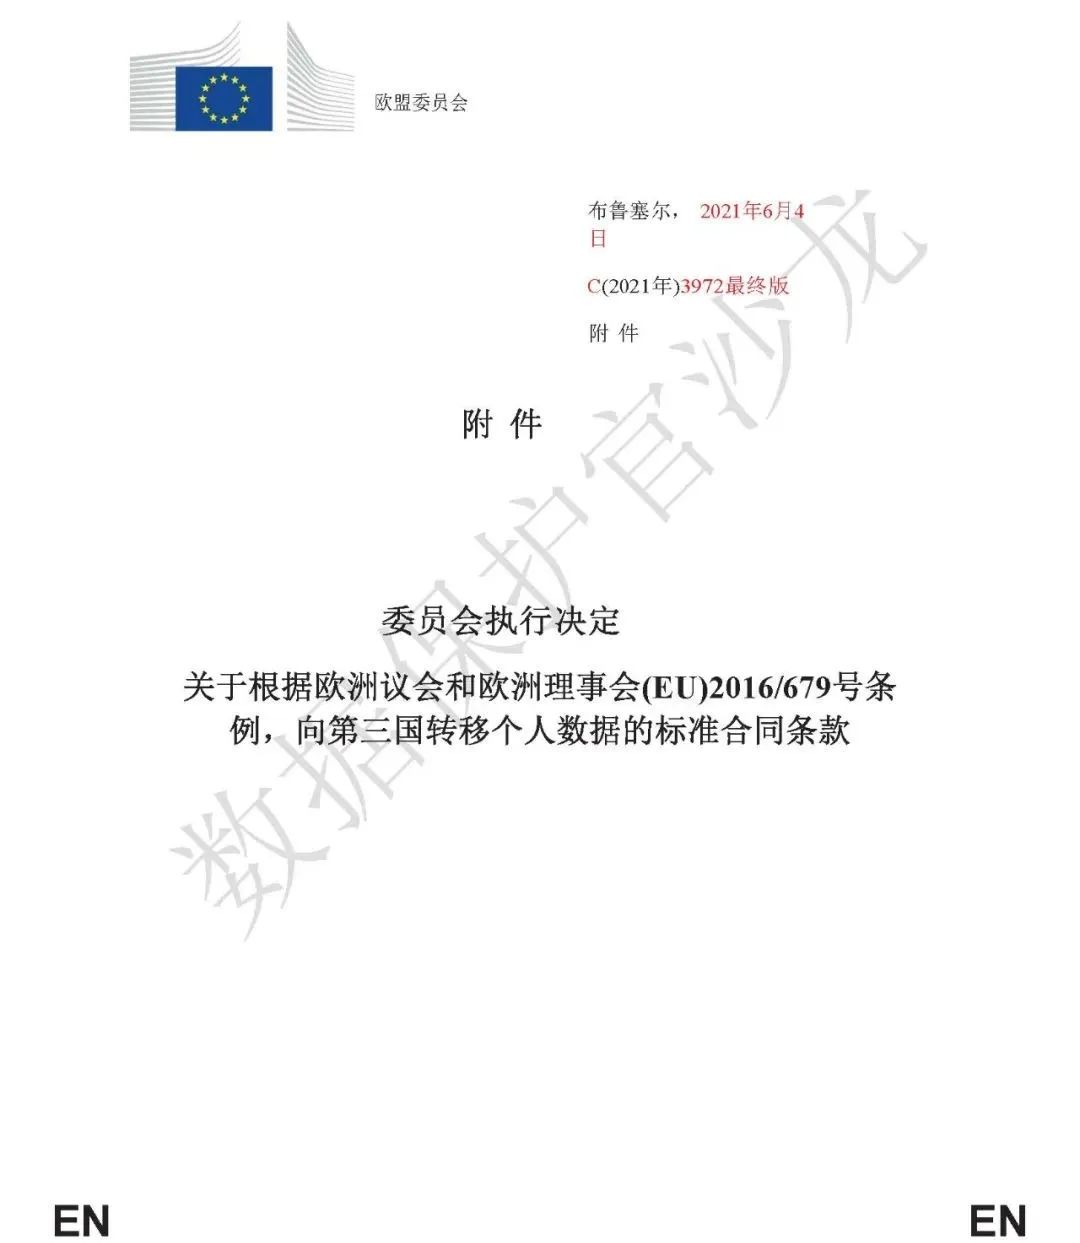 欧盟委员会
布鲁塞尔， 2021年6月4
日
C(2021年)3972最终版
附 件
附 件
委员会执行决定
关于根据欧洲议会和欧洲理事会(EU)2016/679号条
例，向第三国转移个人数据的标准合同条款
数据保护官沙龙
EN
EN